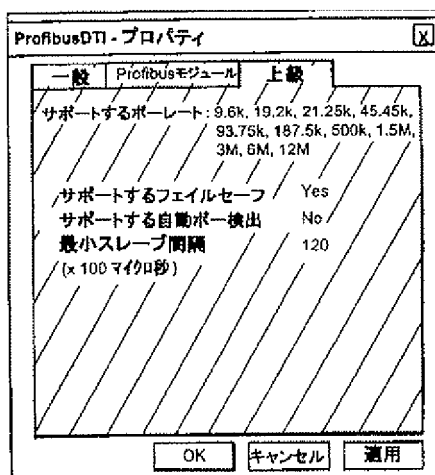 ProfibusDTI - プロパティ X
一般 Profibusモジュール 上級
サポートするボーレート : 9.6k, 19.2k, 21.25k, 45.45k,
93.75k, 187.5k, 500k, 1.5M,
3M, 6M, 12M
サポートするフェイルセーフ Yes
サポートする自動ボー検出 No
最小スレーブ間隔 120
(x 100 マイクロ秒)
OK キャンセル 適用